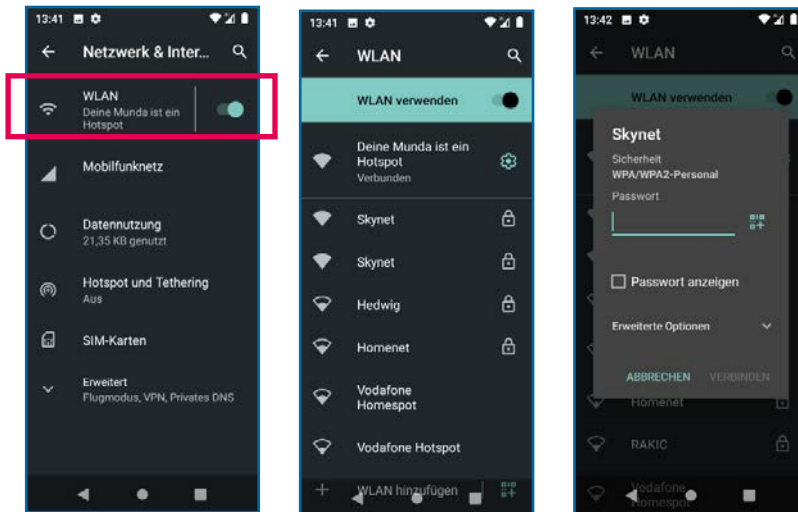 13:41
Netzwerk & Inter...
WLAN
Deine Munda ist ein
Hotspot
Mobilfunknetz
Datennutzung
21,35 KB genutzt
Hotspot und Tethering
Aus
SIM-Karten
Erweitert
Flugmodus, VPN, Privates DNS
13:41
WLAN
WLAN verwenden
Deine Munda ist ein
Hotspot
Verbunden
Skynet
Skynet
Hedwig
Homenet
Vodafone
Homespot
Vodafone Hotspot
WLAN hinzufügen
13:42
WLAN
WLAN verwenden
Skynet
Sicherheit
WPA/WPA2-Personal
Passwort
Passwort anzeigen
Erweiterte Optionen
ABBRECHEN VERBINDEN
Homenet
RAKIC
Vodafone
Homespot